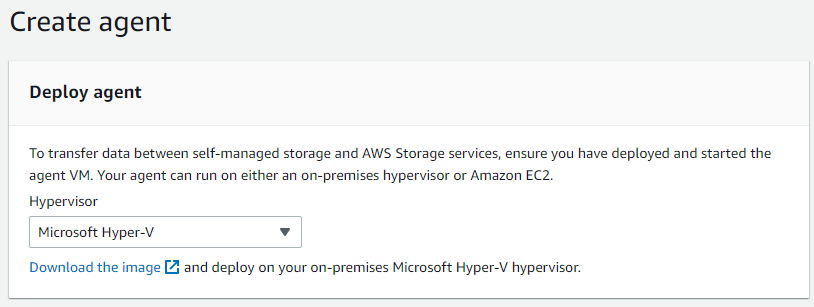 Create agent
Deploy agent
To transfer data between self-managed storage and AWS Storage services, ensure you have deployed and started the
agent VM. Your agent can run on either an on-premises hypervisor or Amazon EC2.
Hypervisor
Microsoft Hyper-V
Download the image and deploy on your on-premises Microsoft Hyper-V hypervisor.